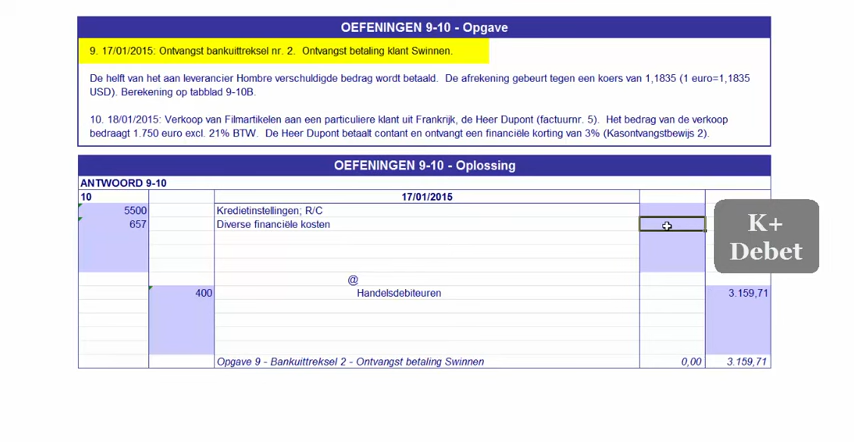 OEFENINGEN 9-10 - Opgave
9. 17/01/2015: Ontvangst bankuittreksel nr. 2. Ontvangst betaling klant Swinnen.
De helft van het aan leverancier Hombre verschuldigde bedrag wordt betaald. De afrekening gebeurt tegen een koers van 1,1835 (1 euro=1,1835
USD). Berekening op tabblad 9-10B.
10. 18/01/2015: Verkoop van Filmartikelen aan een particuliere klant uit Frankrijk, de Heer Dupont (factuurnr. 5). Het bedrag van de verkoop
bedraagt 1.750 euro excl. 21% BTW. De Heer Dupont betaalt contant en ontvangt een financiële korting van 3% (Kasontvangstbewijs 2).
OEFENINGEN 9-10 - Oplossing
ANTWOORD 9-10
10 17/01/2015
5500 Kredietinstellingen; R/C
657 Diverse financiële kosten
K+
Debet
@
400 Handelsdebiteuren 3.159,71
Opgave 9 - Bankuittreksel 2 - Ontvangst betaling Swinnen 0,00 3.159,71